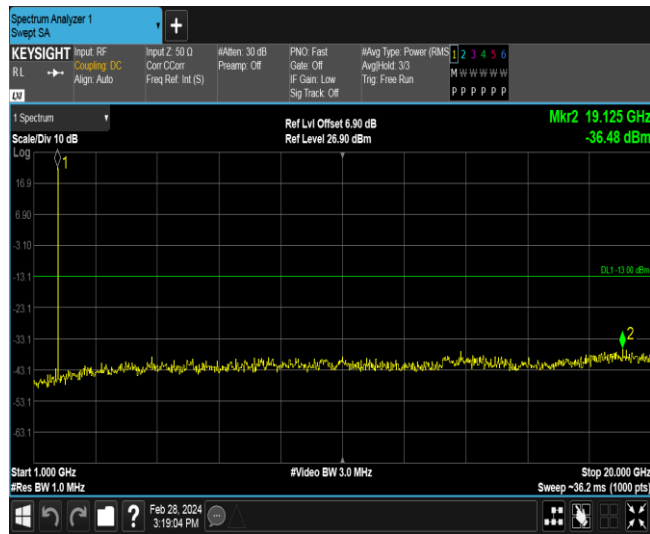 Spectrum Analyzer 1
Swept SA
+
KEYSIGHT Input: RF Input Z: 50 Ω #Atten: 30 dB PNO: Fast #Avg Type: Power (RMS 1 2 3 4 5 6
RL Coupling: DC Corr CCorr Preamp: Off Gate: Off Avg|Hold: 3/3 M W W W W W
Align: Auto Freq Ref: Int (S) IF Gain: Low Trig: Free Run
Sig Track: Off P P P P P P
LXI
1 Spectrum Ref Lvl Offset 6.90 dB Mkr2 19.125 GHz
Scale/Div 10 dB Ref Level 26.90 dBm -36.48 dBm
Log
1
16.9
6.90
-3.10
-13.1 DL1 -13.00 dBm
-23.1
-33.1 2
-43.1
-53.1
-63.1
Start 1.000 GHz #Video BW 3.0 MHz Stop 20.000 GHz
#Res BW 1.0 MHz Sweep ~36.2 ms (1000 pts)
? Feb 28, 2024
3:19:04 PM